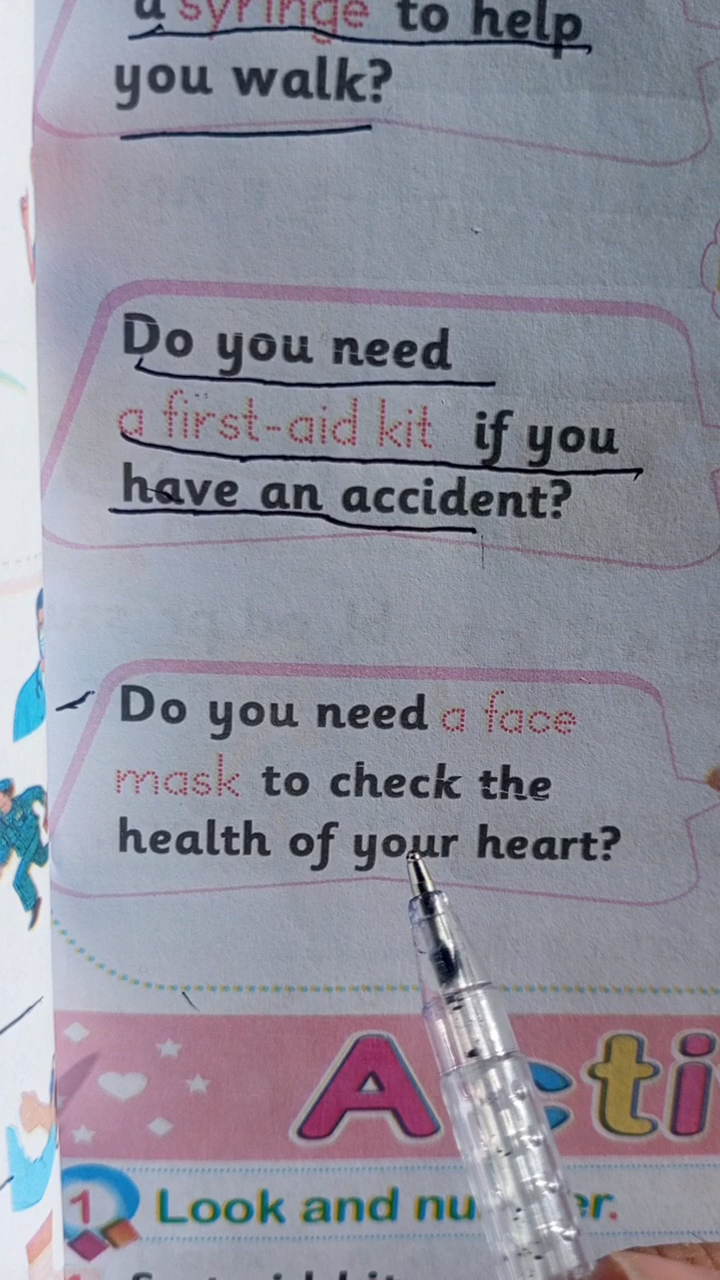 a syringe to help
you walk?
Do you need
a first-aid kit if you
have an accident?
Do you need a face
mask to check the
health of your heart?
Acti
1 Look and nu er.